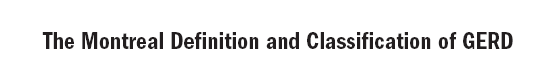 The Montreal Definition and Classification of GERD